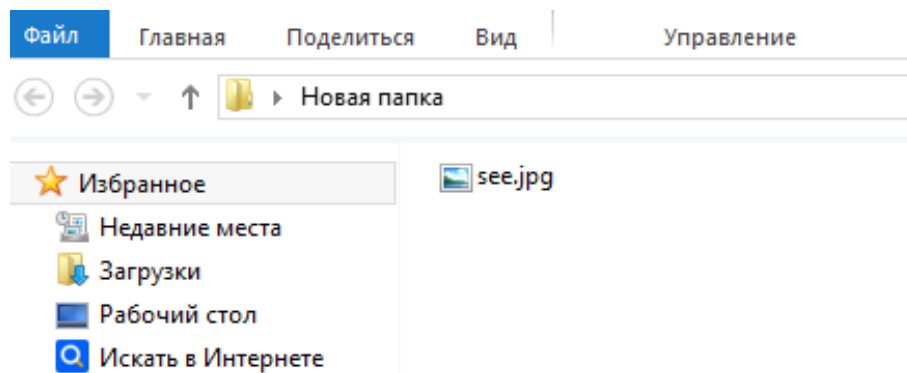 Файл Главная Поделиться Вид Управление
Новая папка
Избранное
see.jpg
Недавние места
Загрузки
Рабочий стол
Искать в Интернете